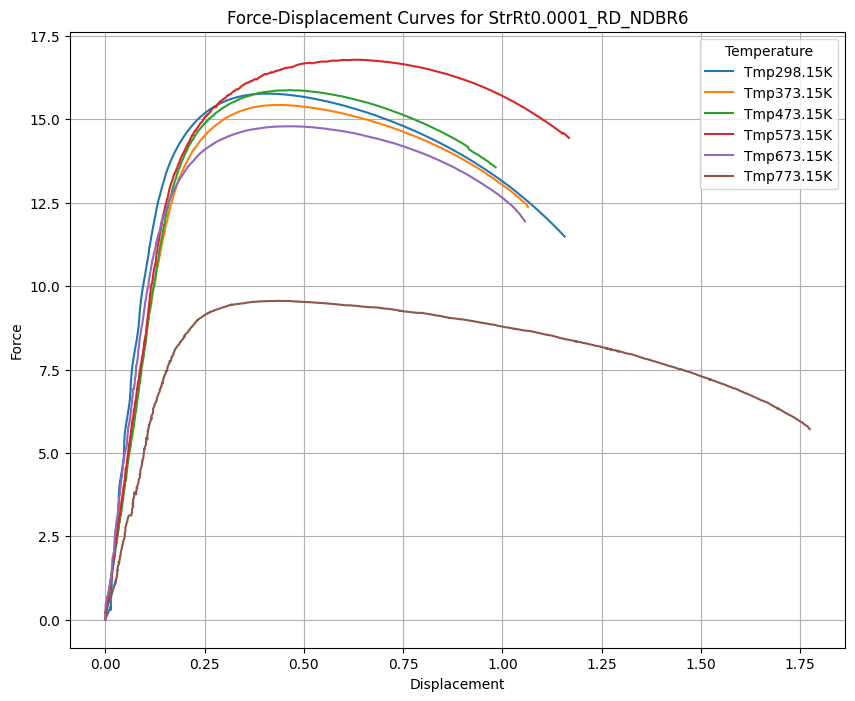 Force-Displacement Curves for StrRt0.0001_RD_NDBR6
17.5
15.0
12.5
10.0
7.5
5.0
2.5
0.0
Force
0.00 0.25 0.50 0.75 1.00 1.25 1.50 1.75
Displacement
Temperature
Tmp298.15K
Tmp373.15K
Tmp473.15K
Tmp573.15K
Tmp673.15K
Tmp773.15K